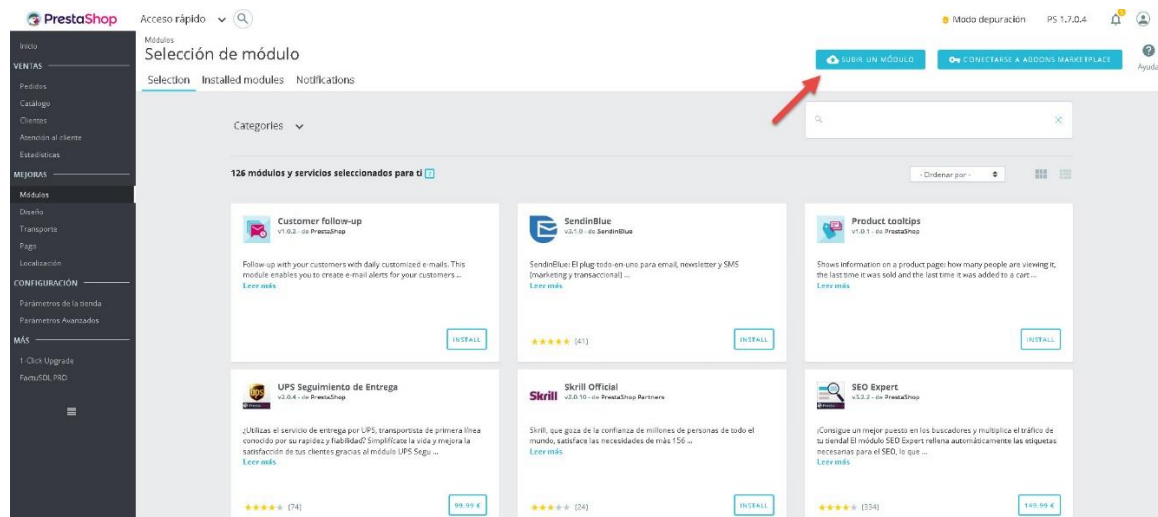 PrestaShop
Acceso rápido
Modo depuración
PS 1.7.0.4
Inicio
VENTAS
Pedidos
Catálogo
Clientes
Atención al cliente
Estadísticas
MEJORAS
Módulos
Diseño
Transporte
Pago
Localización
CONFIGURACIÓN
Parámetros de la tienda
Parámetros Avanzados
MÁS
1-Click Upgrade
FactuSOL PRO
Módulos
Selección de módulo
SUBIR UN MÓDULO
CONECTARSE A ADDONS MARKETPLACE
Ayuda
Selection Installed modules Notifications
Categories
126 módulos y servicios seleccionados para ti
- Ordenar por -
Customer follow-up
v1.0.2 - de PrestaShop
Follow-up with your customers with daily customized e-mails. This
module enables you to create e-mail alerts for your customers ...
Leer más
INSTALL
SendinBlue
v3.1.0 - de SendinBlue
SendinBlue: El plug-todo-en-uno para email, newsletter y SMS
(marketing y transaccional) ...
Leer más
(41)
INSTALL
Product tooltips
v1.0.1 - de PrestaShop
Shows information on a product page: how many people are viewing it,
the last time it was sold and the last time it was added to a cart ...
Leer más
INSTALL
ups
UPS Seguimiento de Entrega
v2.0.4 - de PrestaShop
¿Utilizas el servicio de entrega por UPS, transportista de primera línea
conocido por su rapidez y fiabilidad? Simplifícate la vida y mejora la
satisfacción de tus clientes gracias al módulo UPS Segu ...
Leer más
(74)
99,99 €
Skrill
Skrill Official
v2.0.10 - de PrestaShop Partners
Skrill, que goza de la confianza de millones de personas de todo el
mundo, satisface las necesidades de más 156 ...
Leer más
(24)
INSTALL
SEO Expert
v3.2.2 - de PrestaShop
¡Consigue un mejor puesto en los buscadores y multiplica el tráfico de
tu tienda! El módulo SEO Expert rellena automáticamente las etiquetas
necesarias para el SEO, lo que ...
Leer más
(334)
149,99 €